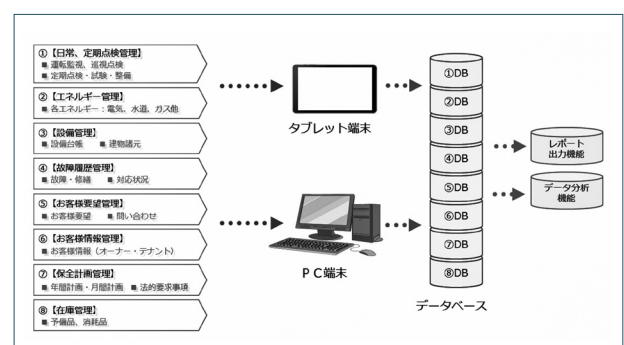 ①【日常、定期点検管理】
■ 運転監視、巡視点検
■ 定期点検・試験・整備
②【エネルギー管理】
■ 各エネルギー：電気、水道、ガス他
③【設備管理】
■ 設備台帳 ■ 建物諸元
④【故障履歴管理】
■ 故障・修繕 ■ 対応状況
⑤【お客様要望管理】
■ お客様要望 ■ 問い合わせ
⑥【お客様情報管理】
■ お客様情報（オーナー・テナント）
⑦【保全計画管理】
■ 年間計画・月間計画 ■ 法的要求事項
⑧【在庫管理】
■ 予備品、消耗品
タブレット端末
ＰＣ端末
①DB
②DB
③DB
④DB
⑤DB
⑥DB
⑦DB
⑧DB
データベース
レポート
出力機能
データ分析
機能